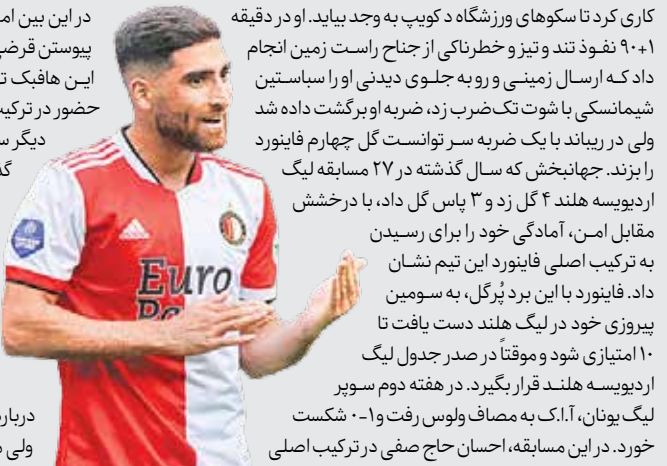 کاری کرد تا سکوهای ورزشگاه د کویپ به وجد بیاید. او در دقیقه
۹۰+۱ نفوذ تند و تیز و خطرناکی از جناح راست زمین انجام
داد که ارسال زمینی و رو به جلوی دیدنی او را سباستین
شیمانسکی با شوت تک‌ضرب زد، ضربه او برگشت داده شد
ولی در ریباند با یک ضربه سر توانست گل چهارم فاینورد
را بزند. جهانبخش که سال گذشته در ۲۷ مسابقه لیگ
اردیویسه هلند ۴ گل زد و ۳ پاس گل داد، با درخشش
مقابل امن، آمادگی خود را برای رسیدن
به ترکیب اصلی فاینورد این تیم نشان
داد. فاینورد با این برد پُرگل، به سومین
پیروزی خود در لیگ هلند دست یافت تا
۱۰ امتیازی شود و موقتاً در صدر جدول لیگ
اردیویسه هلند قرار بگیرد. در هفته دوم سوپر
لیگ یونان، آ.ا.ک به مصاف ولوس رفت و ۱-۰ شکست
خورد. در این مسابقه، احسان حاج صفی در ترکیب اصلی
در این بین
پیوستن قرضی
این هافبک
حضور در ترکیب
دیگر
ولی
Euro